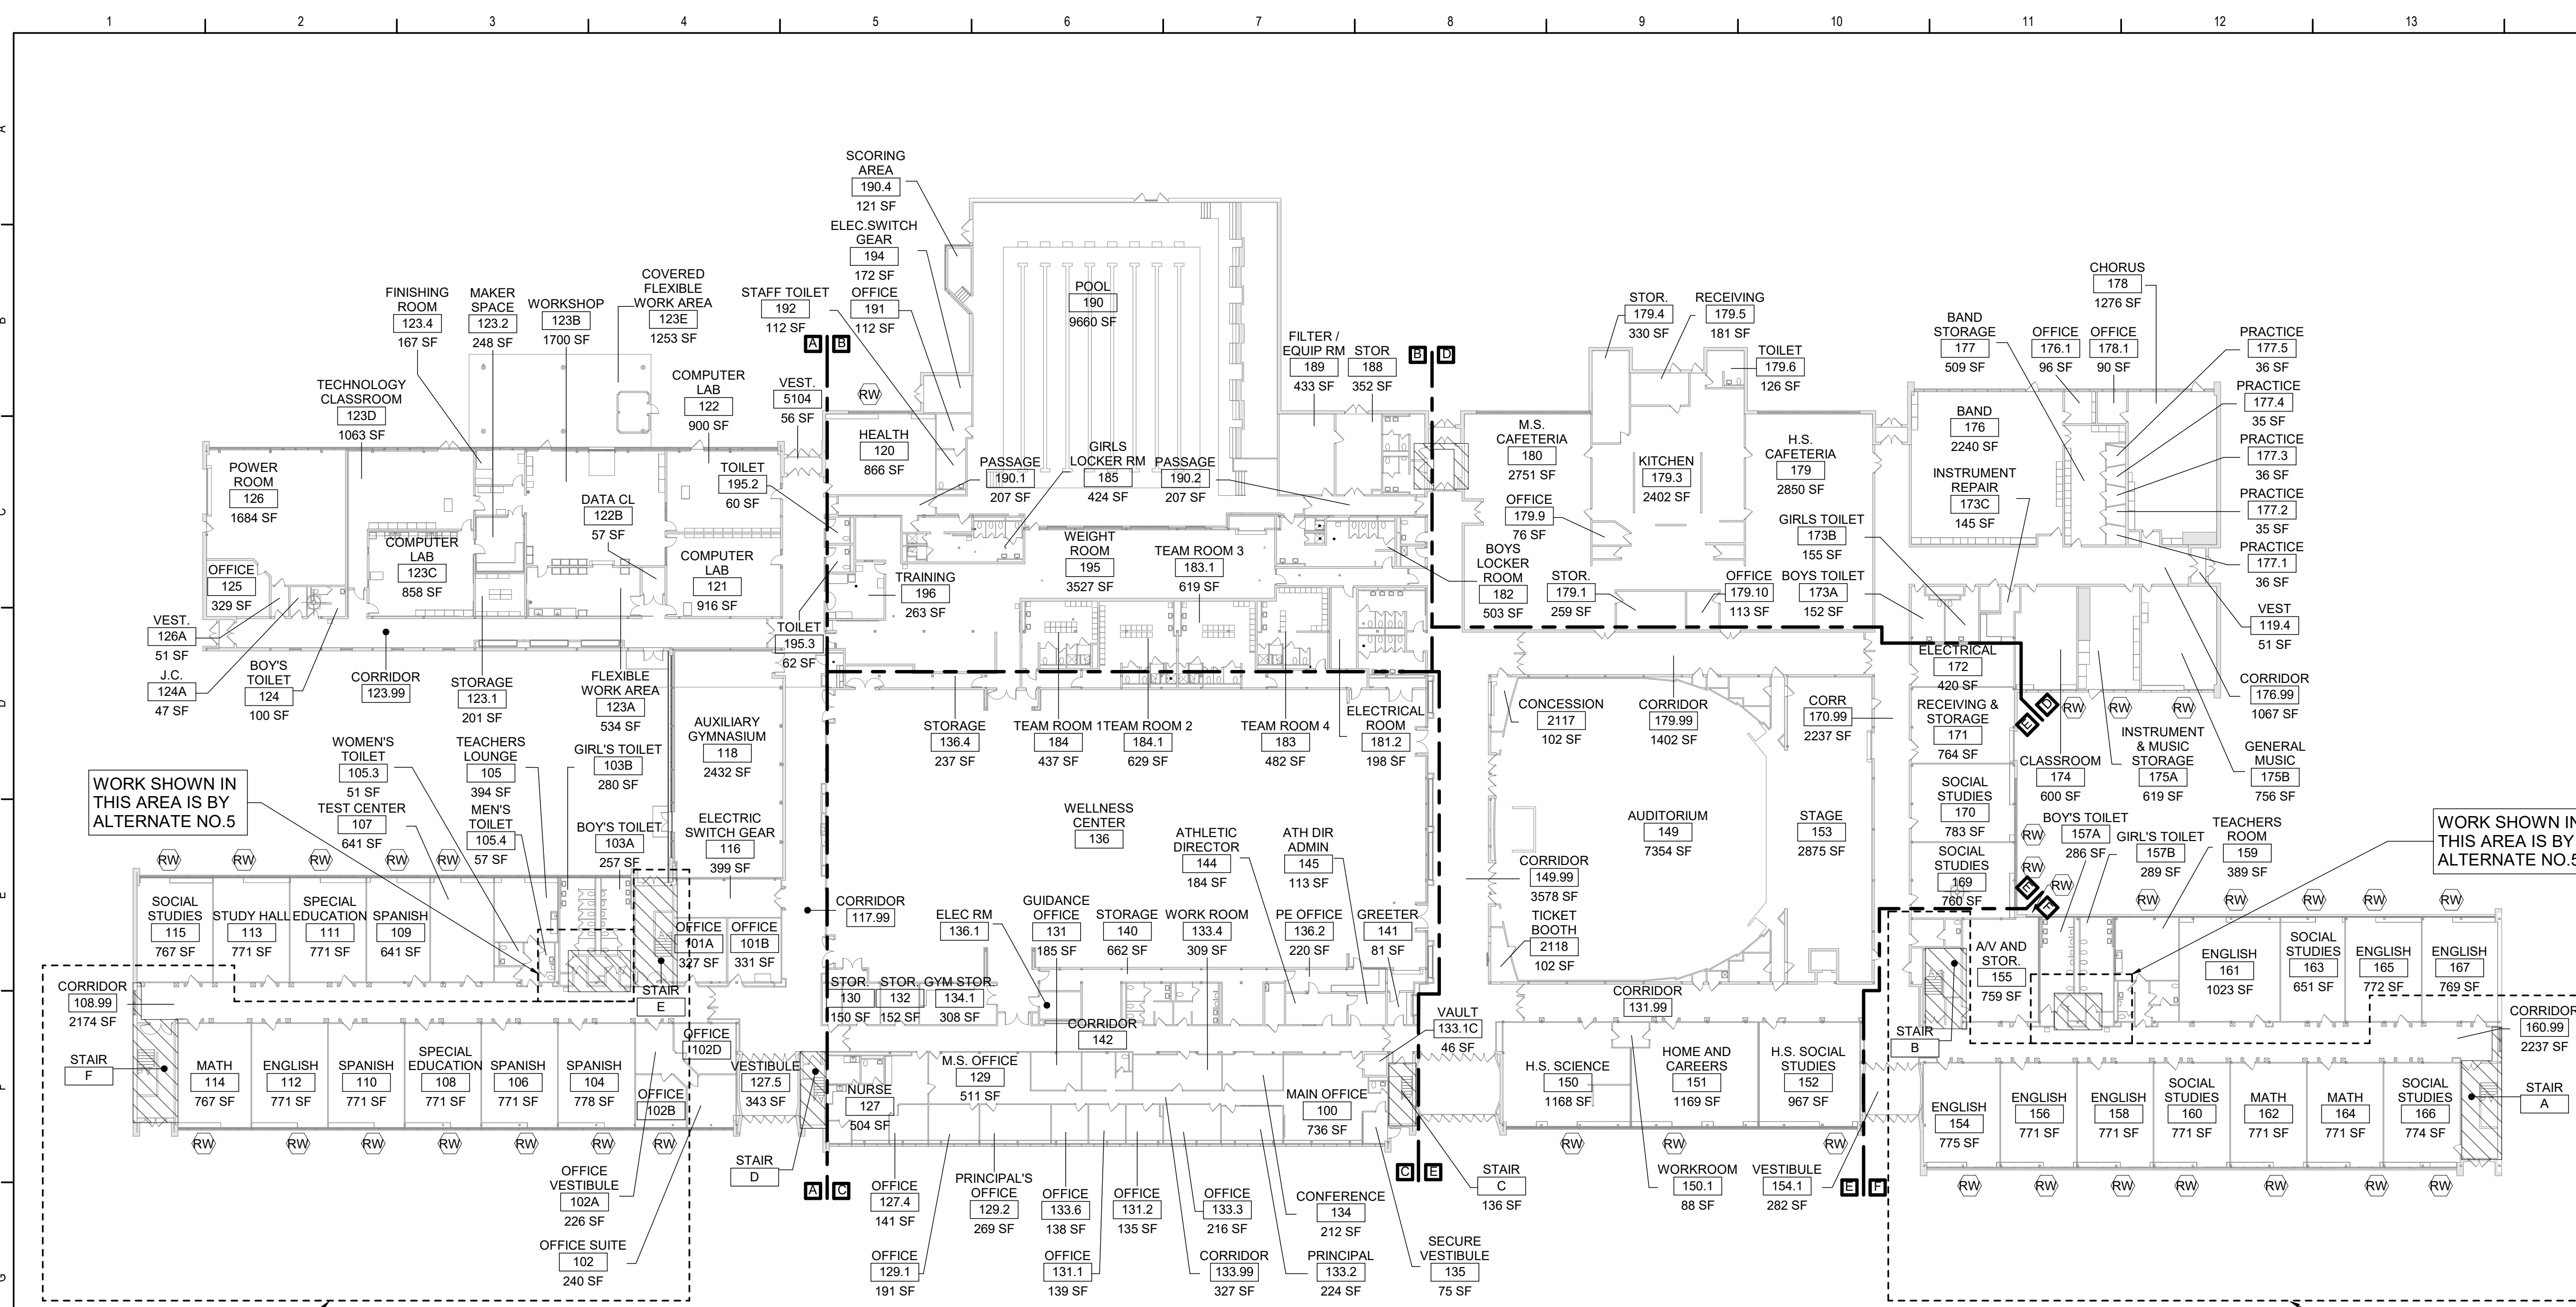 1 2 3 4 5 6 7 8 9 10 11 12 13
A
B
C
D
E
F
G
SCORING
AREA
190.4
121 SF
ELEC.SWITCH
GEAR
194
172 SF
FINISHING
ROOM
123.4
167 SF
MAKER
SPACE
123.2
248 SF
WORKSHOP
123B
1700 SF
COVERED
FLEXIBLE
WORK AREA
123E
1253 SF
STAFF TOILET
192
112 SF
OFFICE
191
112 SF
POOL
190
9660 SF
TECHNOLOGY
CLASSROOM
123D
1063 SF
COMPUTER
LAB
122
900 SF
VEST.
5104
56 SF
A B
RW
FILTER /
EQUIP RM
189
433 SF
STOR
188
352 SF
B D
STOR.
179.4
330 SF
RECEIVING
179.5
181 SF
TOILET
179.6
126 SF
CHORUS
178
1276 SF
BAND
STORAGE
177
509 SF
OFFICE
176.1
96 SF
OFFICE
178.1
90 SF
PRACTICE
177.5
36 SF
PRACTICE
177.4
35 SF
PRACTICE
177.3
36 SF
PRACTICE
177.2
35 SF
PRACTICE
177.1
36 SF
POWER
ROOM
126
1684 SF
HEALTH
120
866 SF
TOILET
195.2
60 SF
PASSAGE
190.1
207 SF
GIRLS
LOCKER RM
185
424 SF
PASSAGE
190.2
207 SF
M.S.
CAFETERIA
180
2751 SF
KITCHEN
179.3
2402 SF
H.S.
CAFETERIA
179
2850 SF
BAND
176
2240 SF
INSTRUMENT
REPAIR
173C
145 SF
DATA CL
122B
57 SF
COMPUTER
LAB
123C
858 SF
COMPUTER
LAB
121
916 SF
OFFICE
125
329 SF
TRAINING
196
263 SF
WEIGHT
ROOM
195
3527 SF
TEAM ROOM 3
183.1
619 SF
BOYS
LOCKER
ROOM
182
503 SF
OFFICE
179.9
76 SF
STOR.
179.1
259 SF
OFFICE
179.10
113 SF
GIRLS TOILET
173B
155 SF
BOYS TOILET
173A
152 SF
VEST
119.4
51 SF
VEST.
126A
51 SF
J.C.
124A
47 SF
BOY'S
TOILET
124
100 SF
CORRIDOR
123.99
STORAGE
123.1
201 SF
FLEXIBLE
WORK AREA
123A
534 SF
TOILET
195.3
62 SF
AUXILIARY
GYMNASIUM
118
2432 SF
STORAGE
136.4
237 SF
TEAM ROOM 1
184
437 SF
TEAM ROOM 2
184.1
629 SF
TEAM ROOM 4
183
482 SF
ELECTRICAL
ROOM
181.2
198 SF
CONCESSION
2117
102 SF
CORRIDOR
179.99
1402 SF
CORR
170.99
2237 SF
ELECTRICAL
172
420 SF
RECEIVING &
STORAGE
171
764 SF
E D
RW RW RW
CORRIDOR
176.99
1067 SF
CLASSROOM
174
600 SF
INSTRUMENT
& MUSIC
STORAGE
175A
619 SF
GENERAL
MUSIC
175B
756 SF
WORK SHOWN IN
THIS AREA IS BY
ALTERNATE NO.5
WOMEN'S
TOILET
105.3
51 SF
TEST CENTER
107
641 SF
TEACHERS
LOUNGE
105
394 SF
MEN'S
TOILET
105.4
57 SF
GIRL'S TOILET
103B
280 SF
BOY'S TOILET
103A
257 SF
ELECTRIC
SWITCH GEAR
116
399 SF
WELLNESS
CENTER
136
ATHLETIC
DIRECTOR
144
184 SF
ATH DIR
ADMIN
145
113 SF
AUDITORIUM
149
7354 SF
STAGE
153
2875 SF
SOCIAL
STUDIES
170
783 SF
SOCIAL
STUDIES
169
760 SF
RW
RW
RW
E F
BOY'S TOILET
157A
286 SF
GIRL'S TOILET
157B
289 SF
TEACHERS
ROOM
159
389 SF
WORK SHOWN IN
THIS AREA IS BY
ALTERNATE NO.5
RW RW RW RW RW
RW RW RW RW RW
SOCIAL
STUDIES
115
767 SF
STUDY HALL
113
771 SF
SPECIAL
EDUCATION
111
771 SF
SPANISH
109
641 SF
OFFICE
101A
327 SF
OFFICE
101B
331 SF
CORRIDOR
117.99
ELEC RM
136.1
GUIDANCE
OFFICE
131
185 SF
STORAGE
140
662 SF
WORK ROOM
133.4
309 SF
PE OFFICE
136.2
220 SF
GREETER
141
81 SF
CORRIDOR
149.99
3578 SF
TICKET
BOOTH
2118
102 SF
A/V AND
STOR.
155
759 SF
ENGLISH
161
1023 SF
SOCIAL
STUDIES
163
651 SF
ENGLISH
165
772 SF
ENGLISH
167
769 SF
CORRIDOR
108.99
2174 SF
STAIR
E
STOR.
130
150 SF
STOR.
132
152 SF
GYM STOR.
134.1
308 SF
CORRIDOR
142
VAULT
133.1C
46 SF
CORRIDOR
131.99
STAIR
B
CORRIDOR
160.99
2237 SF
STAIR
F
MATH
114
767 SF
ENGLISH
112
771 SF
SPANISH
110
771 SF
SPECIAL
EDUCATION
108
771 SF
SPANISH
106
771 SF
SPANISH
104
778 SF
OFFICE
102D
OFFICE
102B
VESTIBULE
127.5
343 SF
NURSE
127
504 SF
M.S. OFFICE
129
511 SF
MAIN OFFICE
100
736 SF
H.S. SCIENCE
150
1168 SF
HOME AND
CAREERS
151
1169 SF
H.S. SOCIAL
STUDIES
152
967 SF
ENGLISH
154
775 SF
ENGLISH
156
771 SF
ENGLISH
158
771 SF
SOCIAL
STUDIES
160
771 SF
MATH
162
771 SF
MATH
164
771 SF
SOCIAL
STUDIES
166
774 SF
STAIR
A
RW RW RW RW RW RW
RW RW RW
RW RW RW RW RW RW
OFFICE
VESTIBULE
102A
226 SF
OFFICE SUITE
102
240 SF
STAIR
D
A C
OFFICE
127.4
141 SF
PRINCIPAL'S
OFFICE
129.2
269 SF
OFFICE
133.6
138 SF
OFFICE
131.2
135 SF
OFFICE
133.3
216 SF
CONFERENCE
134
212 SF
C E
STAIR
C
136 SF
WORKROOM
150.1
88 SF
VESTIBULE
154.1
282 SF
E F
OFFICE
129.1
191 SF
OFFICE
131.1
139 SF
CORRIDOR
133.99
327 SF
PRINCIPAL
133.2
224 SF
SECURE
VESTIBULE
135
75 SF